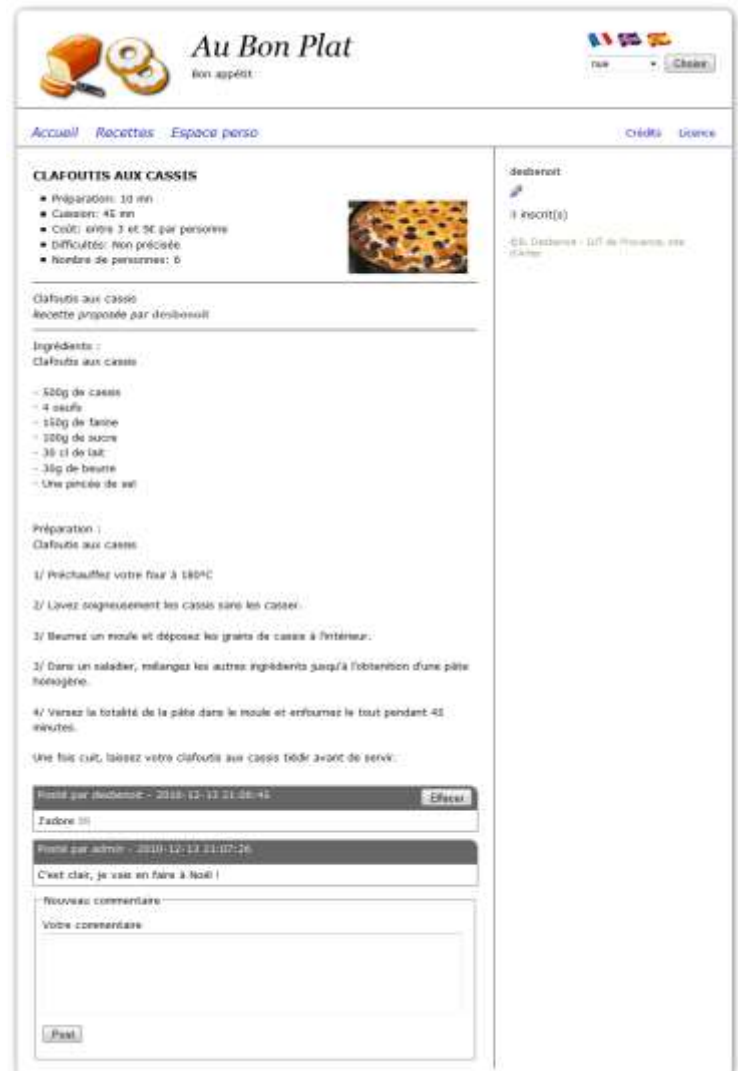 Au Bon Plat
Bon appétit
Choisir
Accueil Recettes Espace perso
Crédits Licence
CLAFOUTIS AUX CASSIS
Préparation: 10 mn
Cuisson: 45 mn
Coût: entre 3 et 5€ par personne
Difficultés: Non précisée
Nombre de personnes: 6
desbenoit
inscrit(s)
Clafoutis aux cassis
Recette proposée par desbenoit
Ingrédients :
Clafoutis aux cassis
- 500g de cassis
- 4 oeufs
- 150g de farine
- 100g de sucre
- 30 cl de lait
- 30g de beurre
- Une pincée de sel
Préparation :
Clafoutis aux cassis
1/ Préchauffez votre four à 180°C
2/ Lavez soigneusement les cassis sans les casser.
3/ Beurrez un moule et déposez les grains de cassis à l'intérieur.
3/ Dans un saladier, mélangez les autres ingrédients jusqu'à l'obtention d'une pâte
homogène.
4/ Versez la totalité de la pâte dans le moule et enfournez le tout pendant 45
minutes.
Une fois cuit, laissez votre clafoutis aux cassis tiédir avant de servir.
Posté par desbenoit - 2010-12-13 21:06:45
Effacer
J'adore !!!
Posté par admin - 2010-12-13 21:07:26
C'est clair, je vais en faire à Noël !
Nouveau commentaire
Votre commentaire
Post